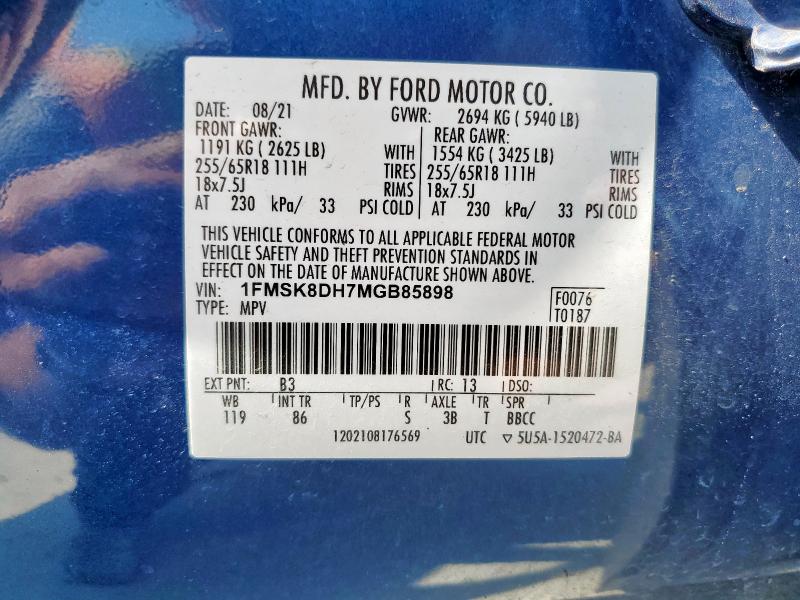 MFD. BY FORD MOTOR CO.
DATE: 08/21 GVWR: 2694 KG ( 5940 LB)
FRONT GAWR: REAR GAWR:
1191 KG ( 2625 LB) WITH 1554 KG ( 3425 LB) WITH
255/65R18 111H TIRES 255/65R18 111H TIRES
18x7.5J RIMS 18x7.5J RIMS
AT 230 kPa/ 33 PSI COLD AT 230 kPa/ 33 PSI COLD
THIS VEHICLE CONFORMS TO ALL APPLICABLE FEDERAL MOTOR
VEHICLE SAFETY AND THEFT PREVENTION STANDARDS IN
EFFECT ON THE DATE OF MANUFACTURE SHOWN ABOVE.
VIN: 1FMSK8DH7MGB85898 F0076
TYPE: MPV T0187
EXT PNT: B3 RC: 13 DSO:
WB INT TR TP/PS R AXLE TR SPR
119 86 S 3B T BBCC
1202108176569 UTC ▽ 5U5A-1520472-BA